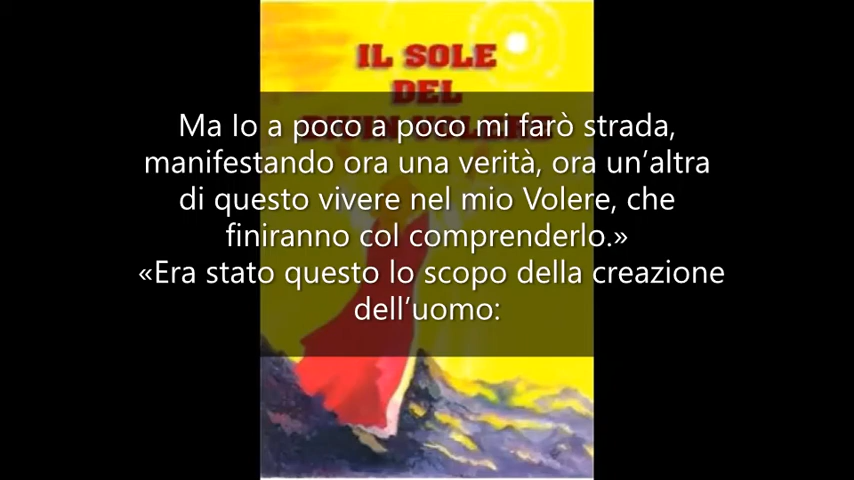 IL SOLE
DEL
Ma Io a poco a poco mi farò strada,
manifestando ora una verità, ora un’altra
di questo vivere nel mio Volere, che
finiranno col comprenderlo.»
«Era stato questo lo scopo della creazione
dell’uomo: